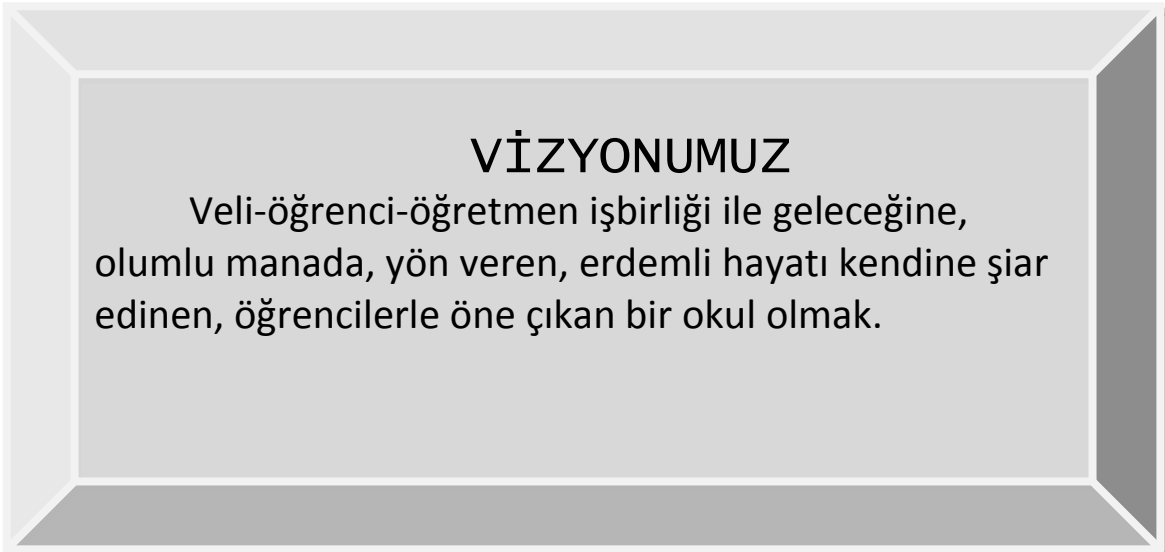 VİZYONUMUZ
Veli-öğrenci-öğretmen işbirliği ile geleceğine,
olumlu manada, yön veren, erdemli hayatı kendine şiar
edinen, öğrencilerle öne çıkan bir okul olmak.